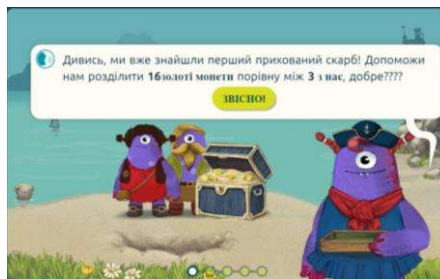 Дивись, ми вже знайшли перший прихований скарб! Допоможи
нам розділити 16золоті монети порівну між 3 з нас, добре????
ЗВІСНО!